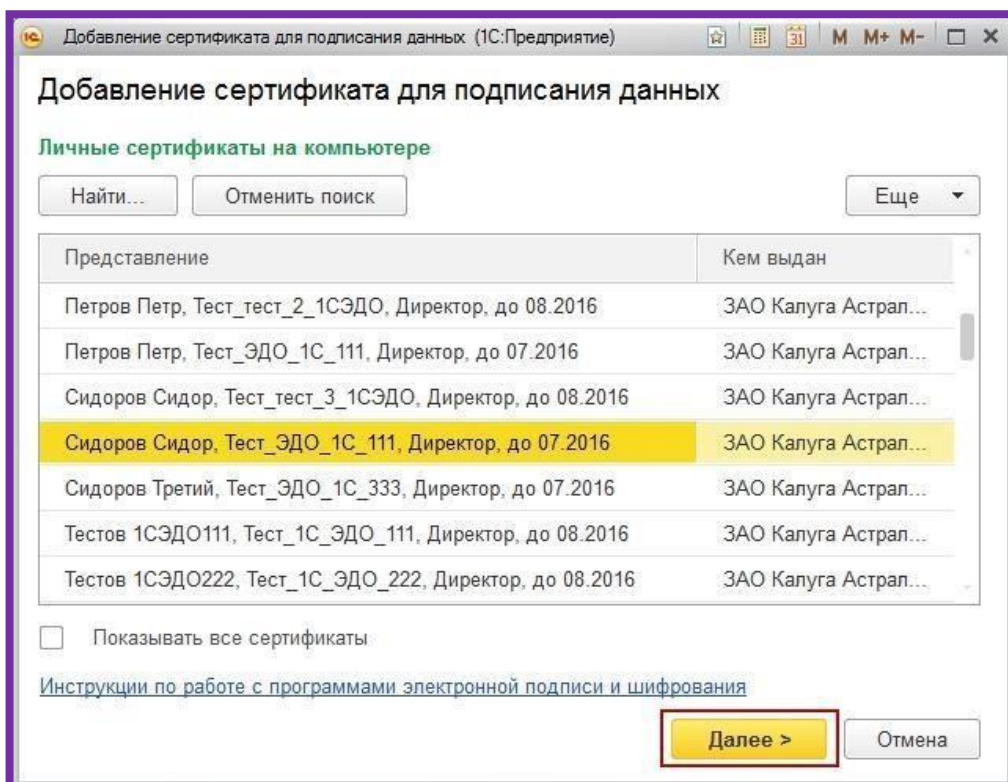 Добавление сертификата для подписания данных (1С:Предприятие) 31 M M+ M-
Добавление сертификата для подписания данных
Личные сертификаты на компьютере
Найти... Отменить поиск Еще
Представление Кем выдан
Петров Петр, Тест_тест_2_1СЭДО, Директор, до 08.2016 ЗАО Калуга Астрал...
Петров Петр, Тест_ЭДО_1С_111, Директор, до 07.2016 ЗАО Калуга Астрал...
Сидоров Сидор, Тест_тест_3_1СЭДО, Директор, до 08.2016 ЗАО Калуга Астрал...
Сидоров Сидор, Тест_ЭДО_1С_111, Директор, до 07.2016 ЗАО Калуга Астрал...
Сидоров Третий, Тест_ЭДО_1С_333, Директор, до 07.2016 ЗАО Калуга Астрал...
Тестов 1СЭДО111, Тест_1С_ЭДО_111, Директор, до 08.2016 ЗАО Калуга Астрал...
Тестов 1СЭДО222, Тест_1С_ЭДО_222, Директор, до 08.2016 ЗАО Калуга Астрал...
Показывать все сертификаты
Инструкции по работе с программами электронной подписи и шифрования
Далее > Отмена